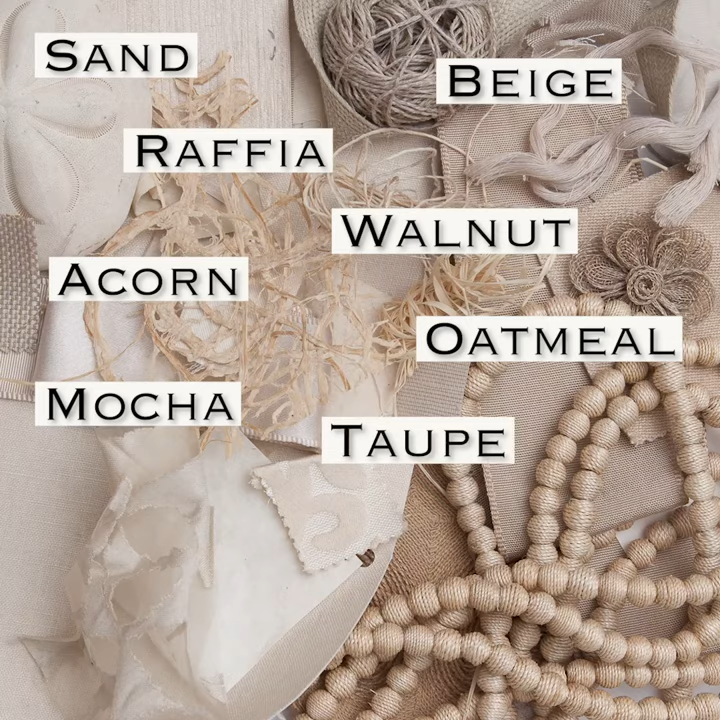 Sand
Beige
Raffia
Walnut
Acorn
Oatmeal
Mocha
Taupe